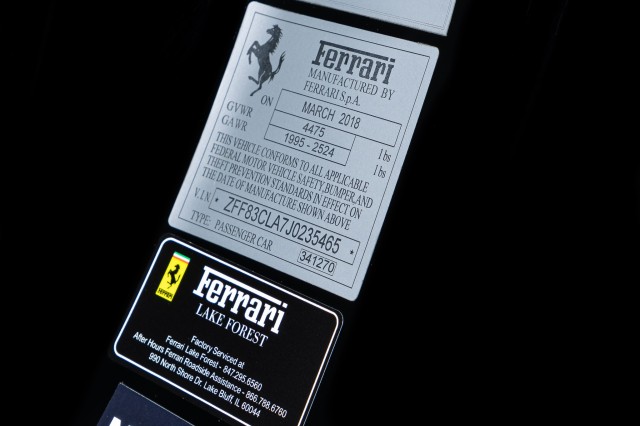 Ferrari
MANUFACTURED BY
FERRARI S.p.A.
ON MARCH 2018
GVWR 4475 lbs
GAWR 1995 - 2524 lbs
THIS VEHICLE CONFORMS TO ALL APPLICABLE
FEDERAL MOTOR VEHICLE SAFETY, BUMPER, AND
THEFT PREVENTION STANDARDS IN EFFECT ON
THE DATE OF MANUFACTURE SHOWN ABOVE
V.I.N. * ZFF83CLA7J0235465 *
TYPE: PASSENGER CAR 341270
Ferrari
Ferrari
LAKE FOREST
Factory Serviced at
Ferrari Lake Forest - 847.295.6560
After Hours Ferrari Roadside Assistance - 866.788.6760
990 North Shore Dr. Lake Bluff, IL 60044